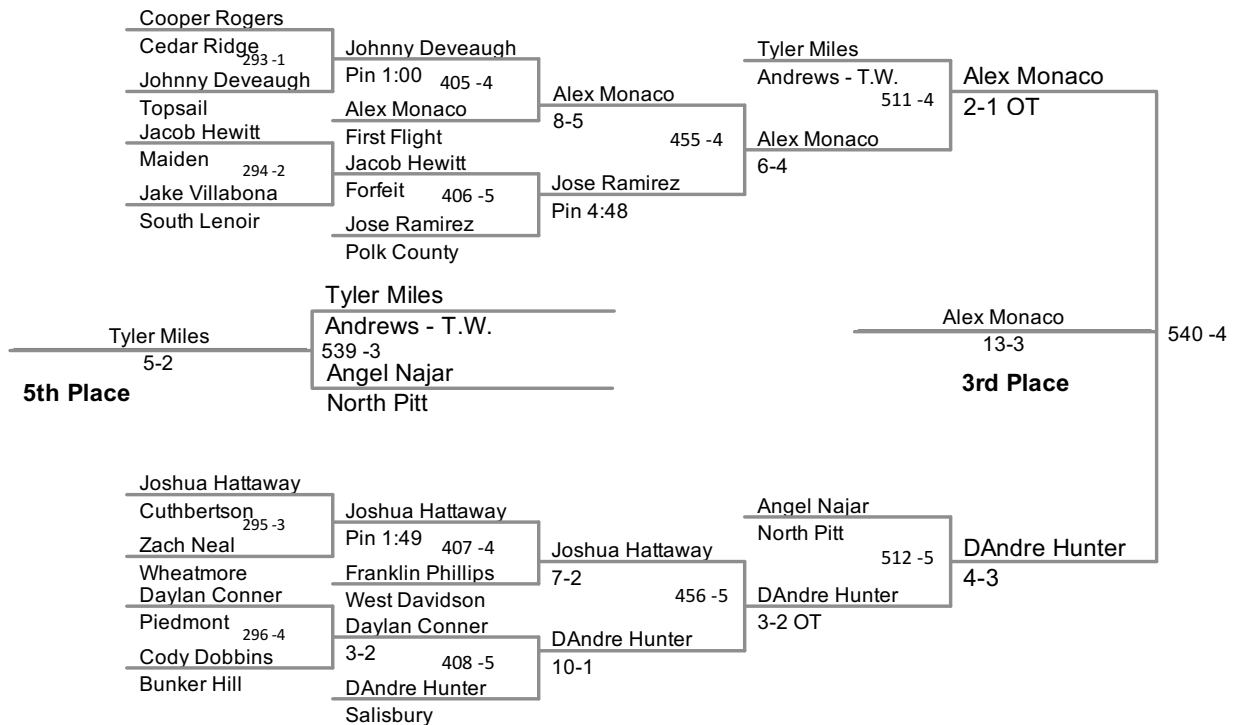 Cooper Rogers
Cedar Ridge
293 -1
Johnny Deveaugh
Topsail
Jacob Hewitt
Maiden
294 -2
Jake Villabona
South Lenoir
Johnny Deveaugh
Pin 1:00
405 -4
Alex Monaco
First Flight
Jacob Hewitt
Forfeit
406 -5
Jose Ramirez
Polk County
Alex Monaco
8-5
455 -4
Jose Ramirez
Pin 4:48
Tyler Miles
Andrews - T.W.
511 -4
Alex Monaco
6-4
Alex Monaco
2-1 OT
Tyler Miles
5-2
5th Place
Tyler Miles
Andrews - T.W.
539 -3
Angel Najar
North Pitt
Alex Monaco
13-3
3rd Place
540 -4
Joshua Hattaway
Cuthbertson
295 -3
Zach Neal
Wheatmore
Daylan Conner
Piedmont
296 -4
Cody Dobbins
Bunker Hill
Joshua Hattaway
Pin 1:49
407 -4
Franklin Phillips
West Davidson
Daylan Conner
3-2
408 -5
DAndre Hunter
Salisbury
Joshua Hattaway
7-2
456 -5
DAndre Hunter
10-1
Angel Najar
North Pitt
512 -5
DAndre Hunter
3-2 OT
DAndre Hunter
4-3